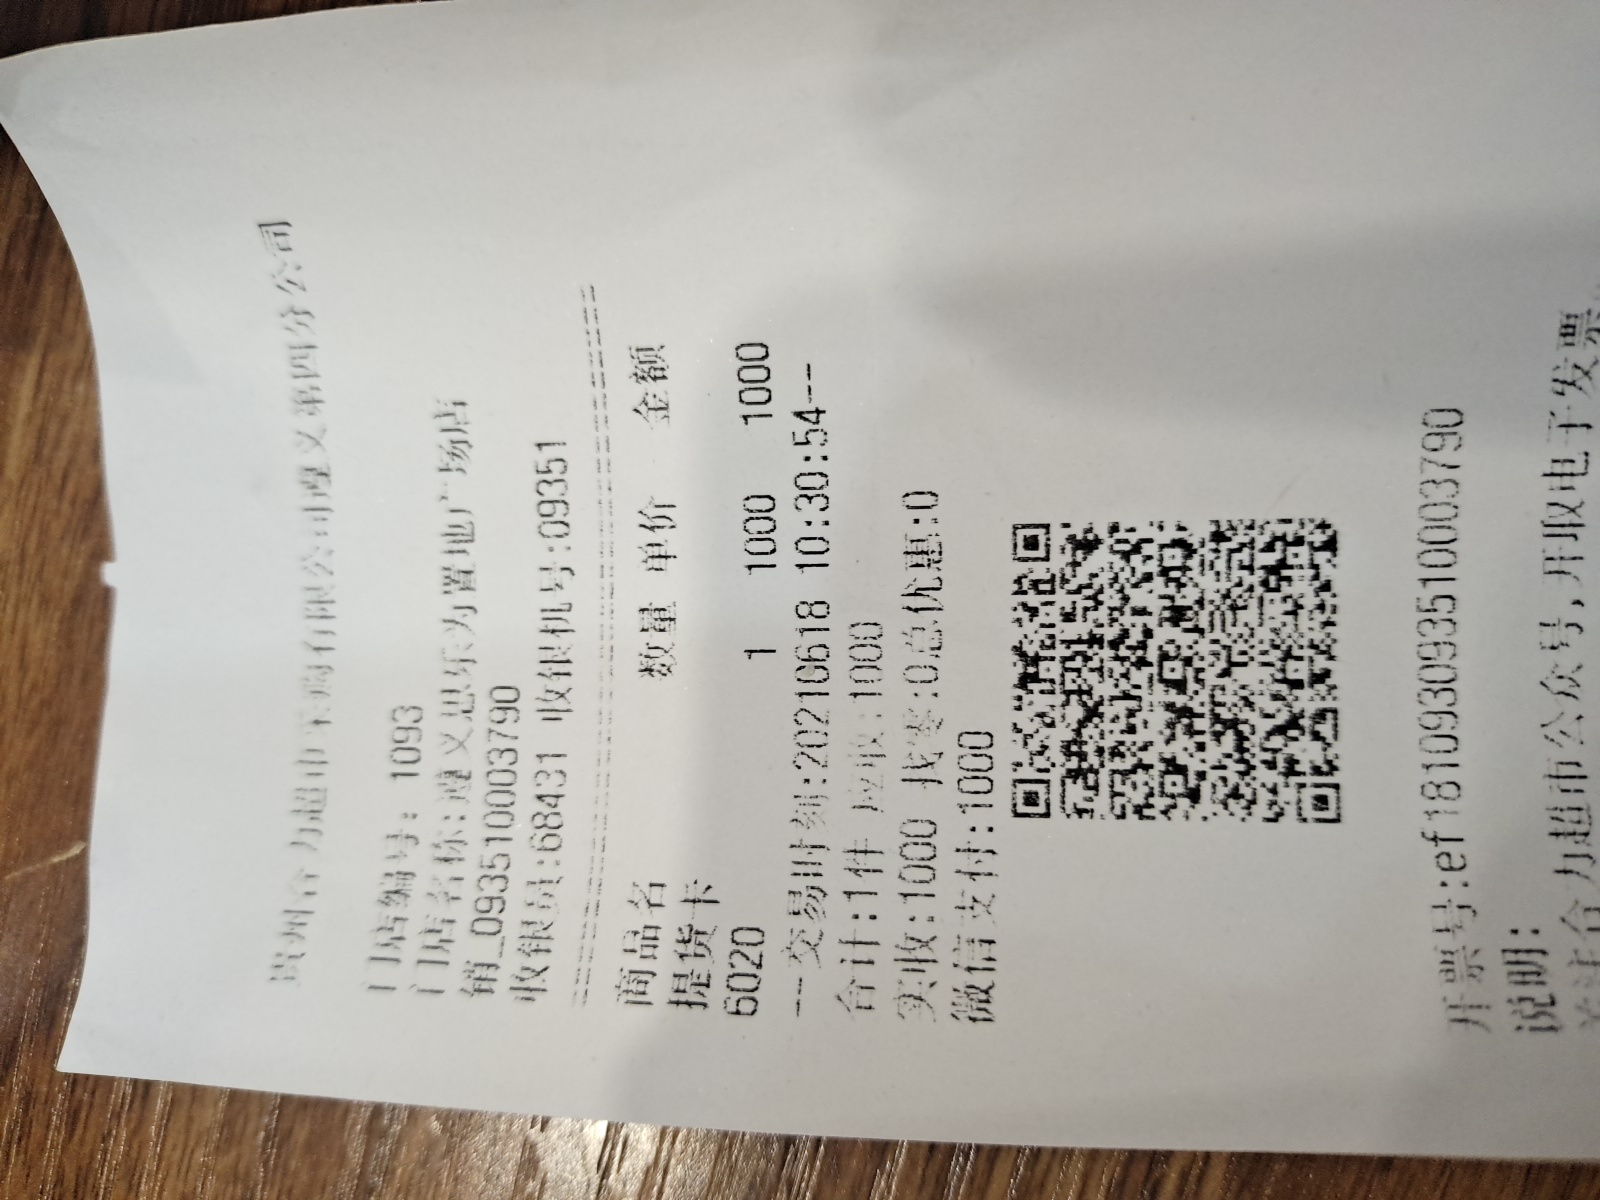 贵州合力超市采购有限公司遵义第四分公司
门店编号: 1093
门店名称:遵义思乐为置地广场店
销_093510003790
收银员:68431 收银机号:09351
商品名 数量 单价 金额
提货卡
6020 1 1000 1000
--交易时刻:20210618 10:30:54--
合计:1件 应收:1000
实收:1000 找零:0总优惠:0
微信支付:1000
开票号:ef1810930935100037​90
说明:
关注合力超市公众号,开取电子发票